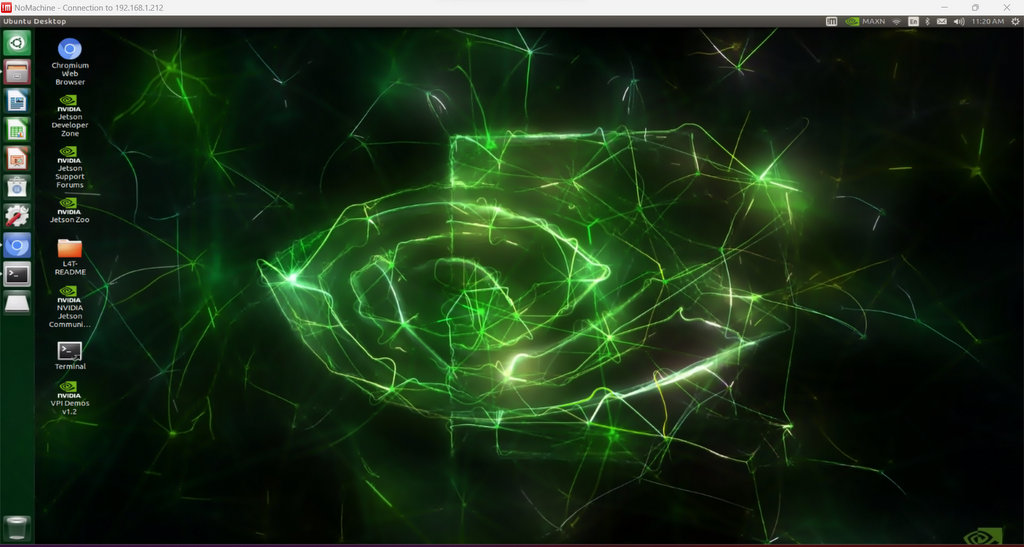 NoMachine - Connection to 192.168.1.212
Ubuntu Desktop
MAXN
En
11:20 AM
Chromium
Web
Browser
NVIDIA
Jetson
Developer
Zone
NVIDIA
Jetson
Support
Forums
NVIDIA
Jetson Zoo
L4T-
README
NVIDIA
Jetson
Communi...
Terminal
NVIDIA
VPI Demos
v1.2